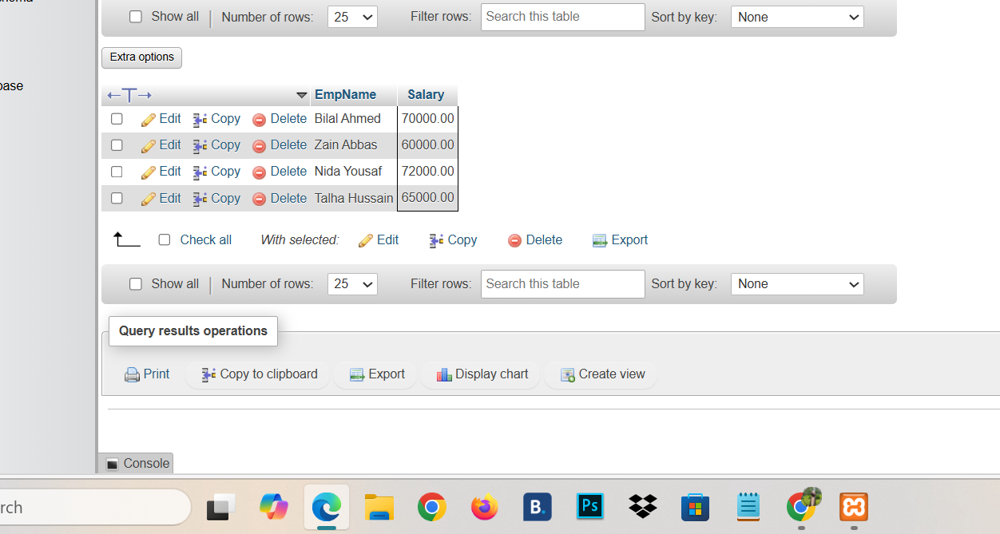 Show all Number of rows: 25 Filter rows: Search this table Sort by key: None
Extra options
EmpName Salary
Edit Copy Delete Bilal Ahmed 70000.00
Edit Copy Delete Zain Abbas 60000.00
Edit Copy Delete Nida Yousaf 72000.00
Edit Copy Delete Talha Hussain 65000.00
Check all With selected: Edit Copy Delete Export
Show all Number of rows: 25 Filter rows: Search this table Sort by key: None
Query results operations
Print Copy to clipboard Export Display chart Create view
Console
B. Ps